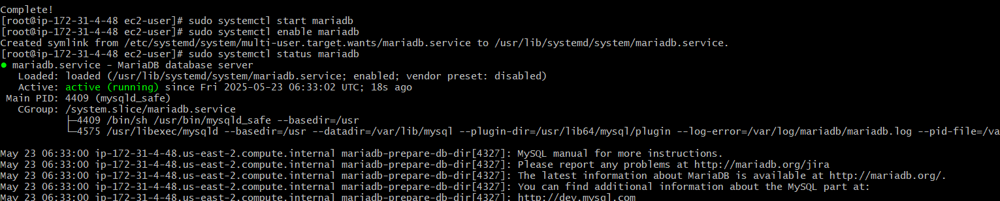 Complete!
[root@ip-172-31-4-48 ec2-user]# sudo systemctl start mariadb
[root@ip-172-31-4-48 ec2-user]# sudo systemctl enable mariadb
Created symlink from /etc/systemd/system/multi-user.target.wants/mariadb.service to /usr/lib/systemd/system/mariadb.service.
[root@ip-172-31-4-48 ec2-user]# sudo systemctl status mariadb
● mariadb.service - MariaDB database server
   Loaded: loaded (/usr/lib/systemd/system/mariadb.service; enabled; vendor preset: disabled)
   Active: active (running) since Fri 2025-05-23 06:33:02 UTC; 18s ago
 Main PID: 4409 (mysqld_safe)
   CGroup: /system.slice/mariadb.service
           ├─4409 /bin/sh /usr/bin/mysqld_safe --basedir=/usr
           └─4575 /usr/libexec/mysqld --basedir=/usr --datadir=/var/lib/mysql --plugin-dir=/usr/lib64/mysql/plugin --log-error=/var/log/mariadb/mariadb.log --pid-file=/va
May 23 06:33:00 ip-172-31-4-48.us-east-2.compute.internal mariadb-prepare-db-dir[4327]: MySQL manual for more instructions.
May 23 06:33:00 ip-172-31-4-48.us-east-2.compute.internal mariadb-prepare-db-dir[4327]: Please report any problems at http://mariadb.org/jira
May 23 06:33:00 ip-172-31-4-48.us-east-2.compute.internal mariadb-prepare-db-dir[4327]: The latest information about MariaDB is available at http://mariadb.org/.
May 23 06:33:00 ip-172-31-4-48.us-east-2.compute.internal mariadb-prepare-db-dir[4327]: You can find additional information about the MySQL part at:
May 23 06:33:00 ip-172-31-4-48.us-east-2.compute.internal mariadb-prepare-db-dir[4327]: http://dev.mysql.com